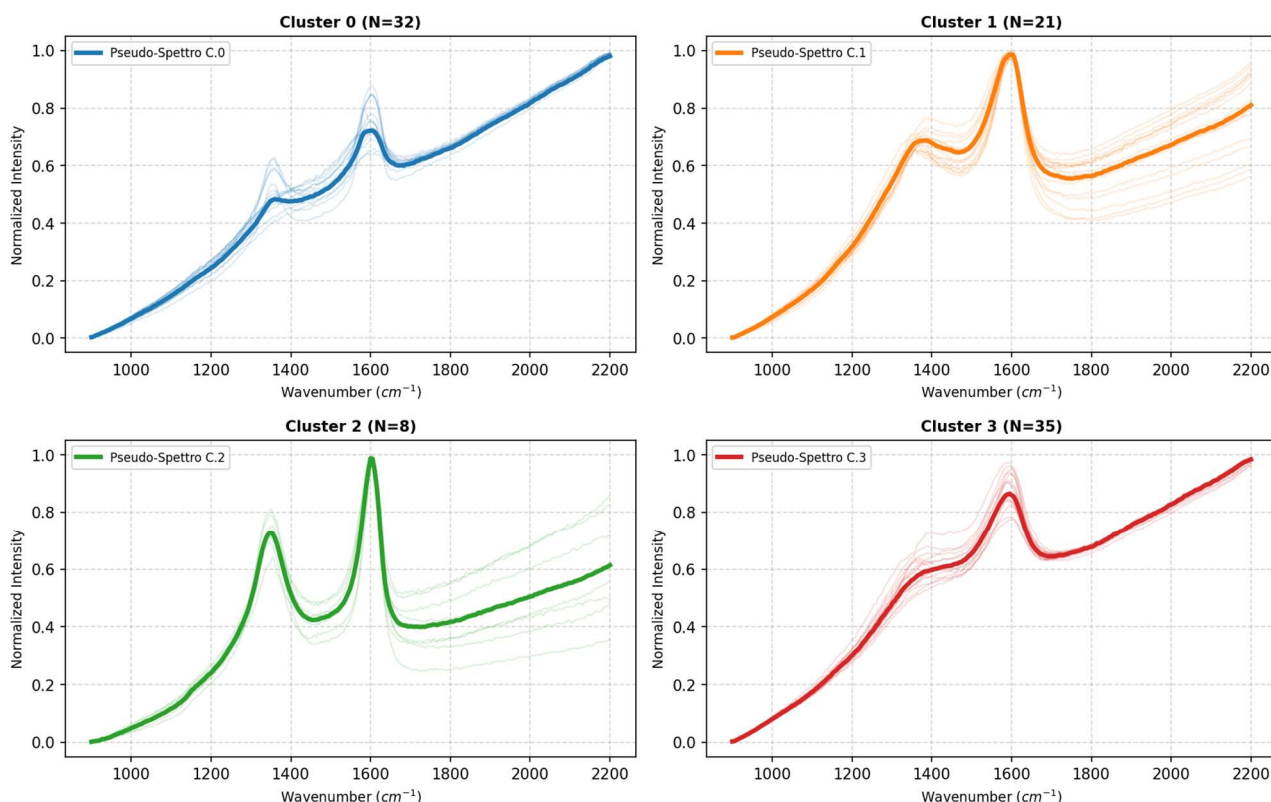 Cluster 0 (N=32)
Pseudo-Spettro C.0
Normalized Intensity
1.0
0.8
0.6
0.4
0.2
0.0
1000 1200 1400 1600 1800 2000 2200
Wavenumber (cm⁻¹)
Cluster 1 (N=21)
Pseudo-Spettro C.1
Normalized Intensity
1.0
0.8
0.6
0.4
0.2
0.0
1000 1200 1400 1600 1800 2000 2200
Wavenumber (cm⁻¹)
Cluster 2 (N=8)
Pseudo-Spettro C.2
Normalized Intensity
1.0
0.8
0.6
0.4
0.2
0.0
1000 1200 1400 1600 1800 2000 2200
Wavenumber (cm⁻¹)
Cluster 3 (N=35)
Pseudo-Spettro C.3
Normalized Intensity
1.0
0.8
0.6
0.4
0.2
0.0
1000 1200 1400 1600 1800 2000 2200
Wavenumber (cm⁻¹)